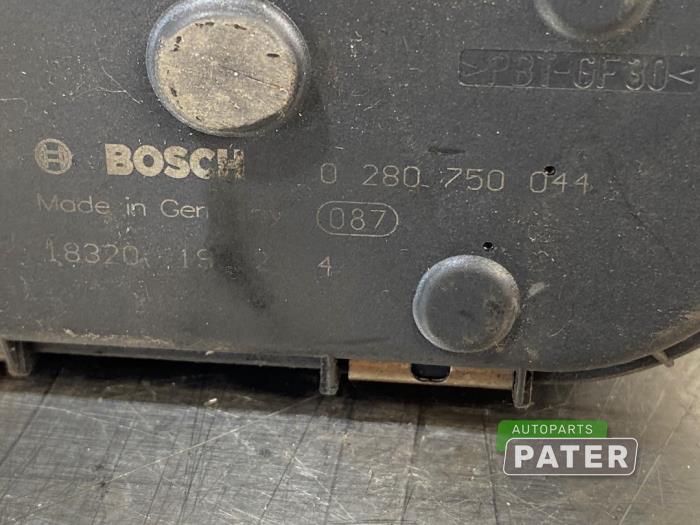 >PBT-GF30<
BOSCH 0 280 750 044
Made in Germany 087
18320 4
AUTOPARTS
PATER